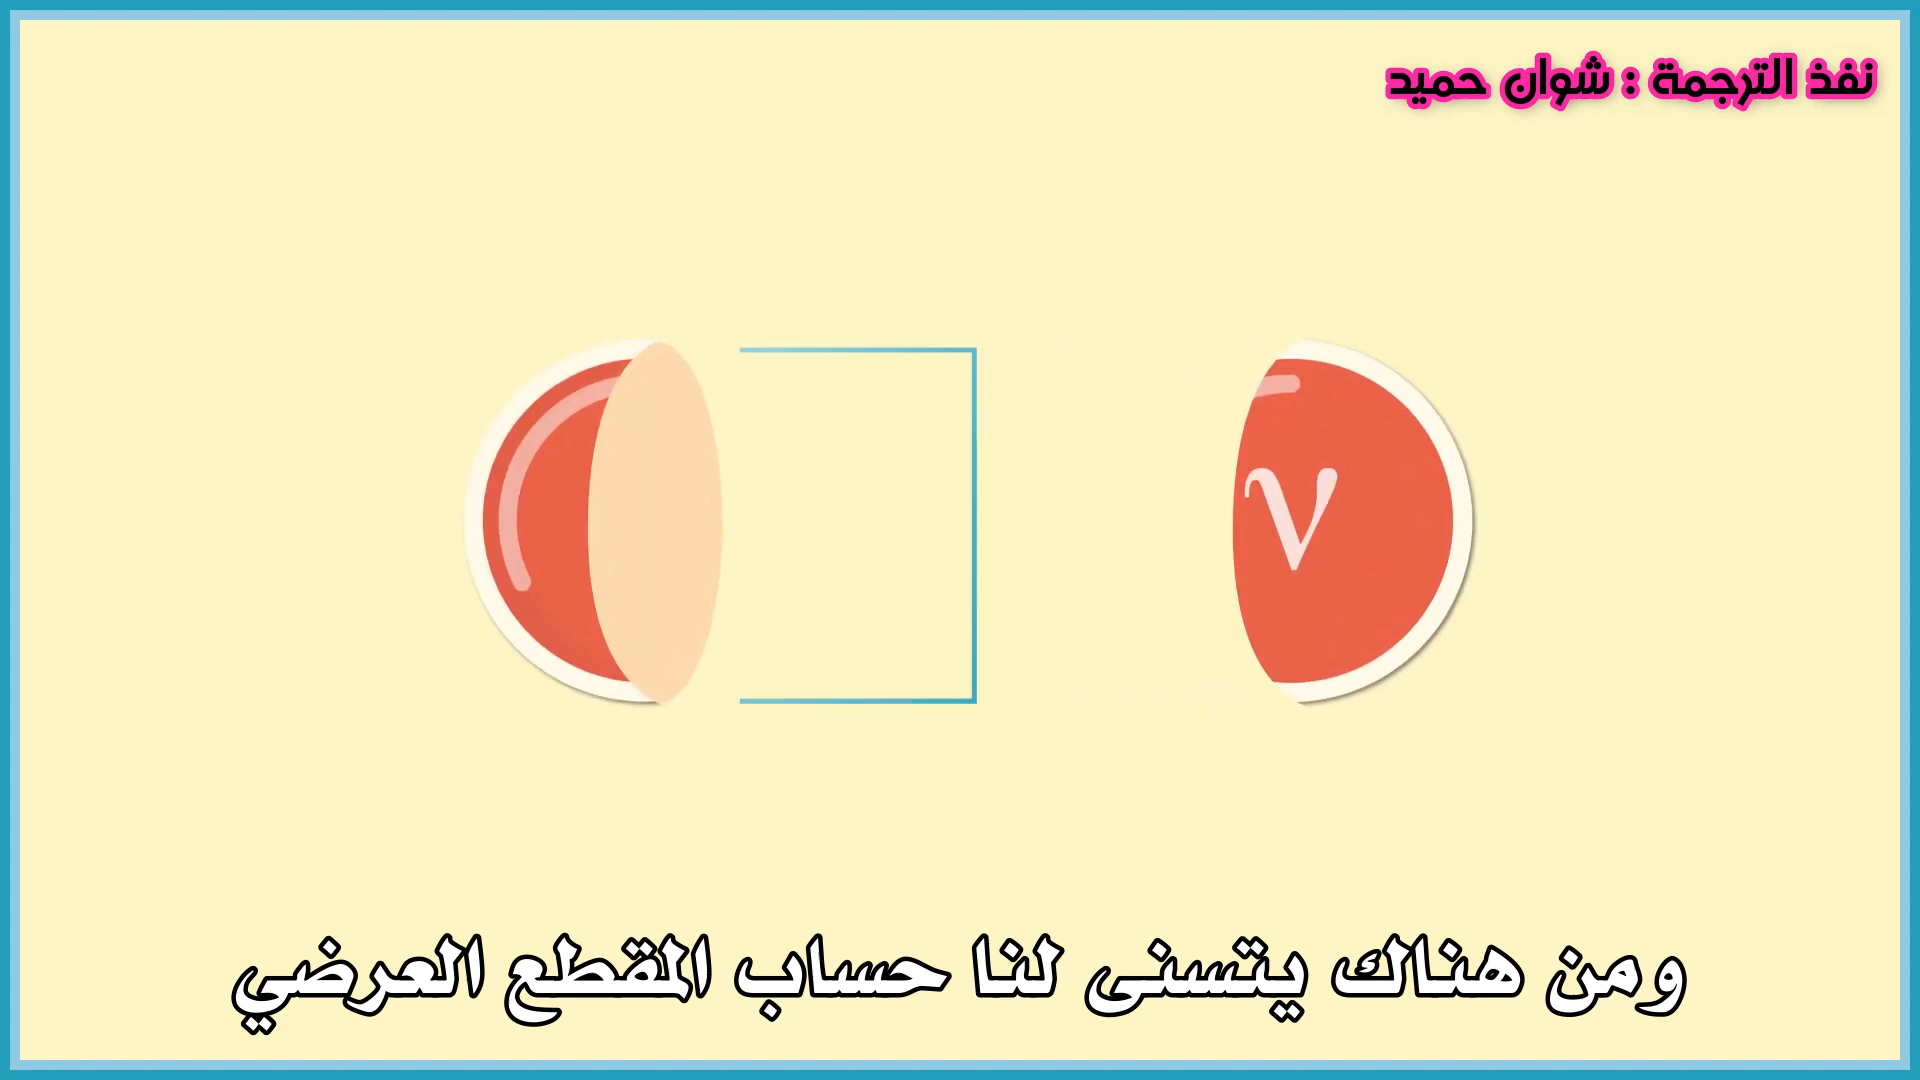 نفذ الترجمة : شوان حميد
ν
ومن هناك يتسنى لنا حساب المقطع العرضي